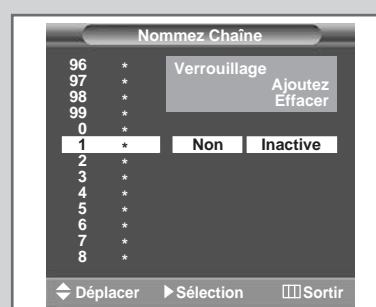 Nommez Chaîne
96 * Verrouillage
97 * Ajoutez
98 * Effacer
99 *
0 *
1 * Non Inactive
2 *
3 *
4 *
5 *
6 *
7 *
8 *
Déplacer Sélection Sortir